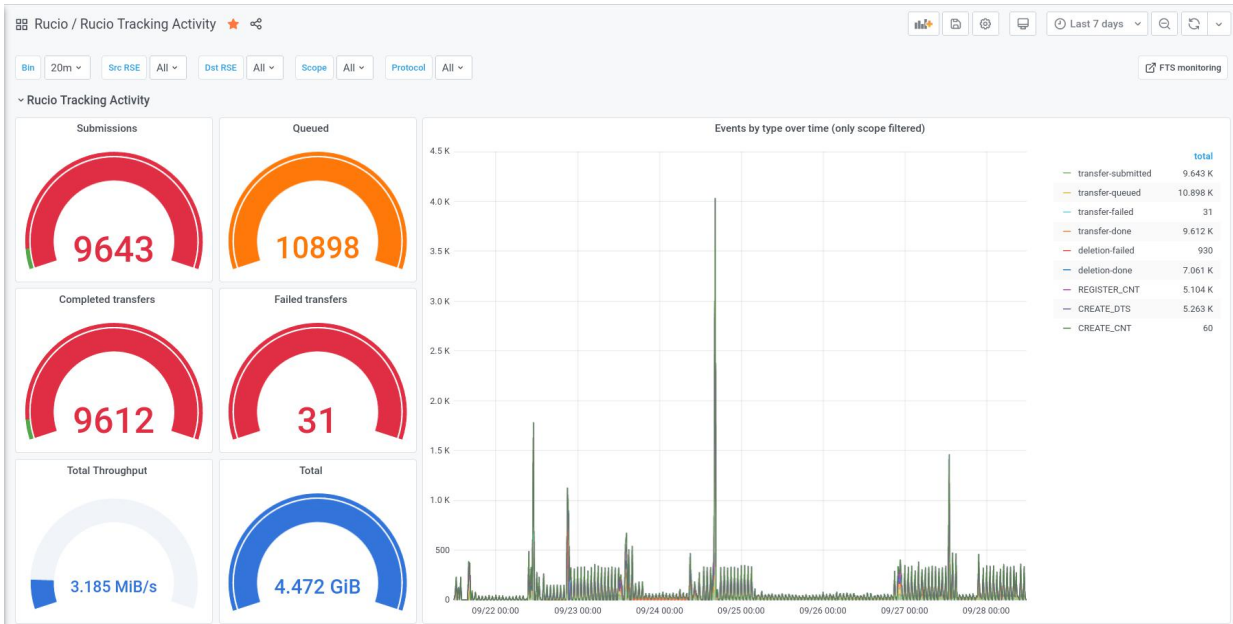 Rucio / Rucio Tracking Activity
Last 7 days
Bin 20m Src RSE All Dst RSE All Scope All Protocol All
FTS monitoring
Rucio Tracking Activity
Submissions
9643
Queued
10898
Completed transfers
9612
Failed transfers
31
Total Throughput
3.185 MiB/s
Total
4.472 GiB
Events by type over time (only scope filtered)
4.5 K
4.0 K
3.5 K
3.0 K
2.5 K
2.0 K
1.5 K
1.0 K
500
0
09/22 00:00 09/23 00:00 09/24 00:00 09/25 00:00 09/26 00:00 09/27 00:00 09/28 00:00
total
transfer-submitted 9.643 K
transfer-queued 10.898 K
transfer-failed 31
transfer-done 9.612 K
deletion-failed 930
deletion-done 7.061 K
REGISTER_CNT 5.104 K
CREATE_DTS 5.263 K
CREATE_CNT 60